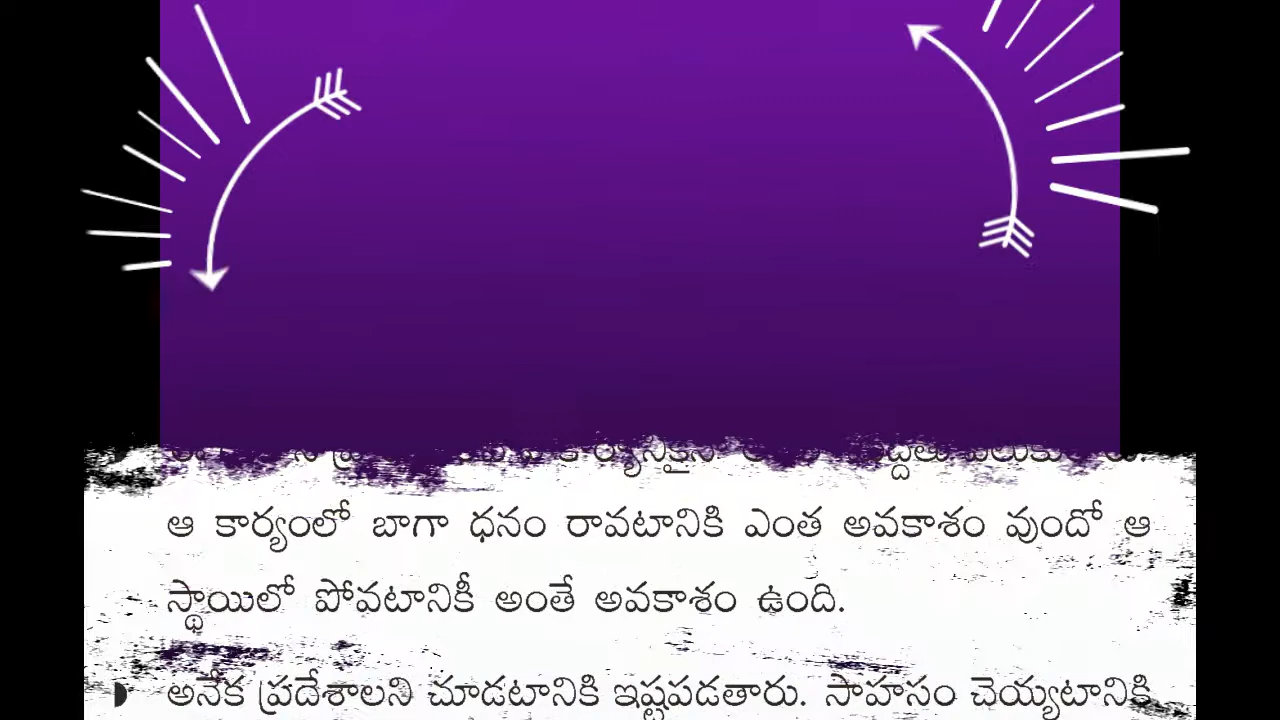 ఆ కార్యంలో బాగా ధనం రావటానికి ఎంత అవకాశం వుందో ఆ
స్థాయిలో పోవటానికీ అంతే అవకాశం ఉంది.
అనేక ప్రదేశాలని చూడటానికి ఇష్టపడతారు. సాహసం చెయ్యటానికి